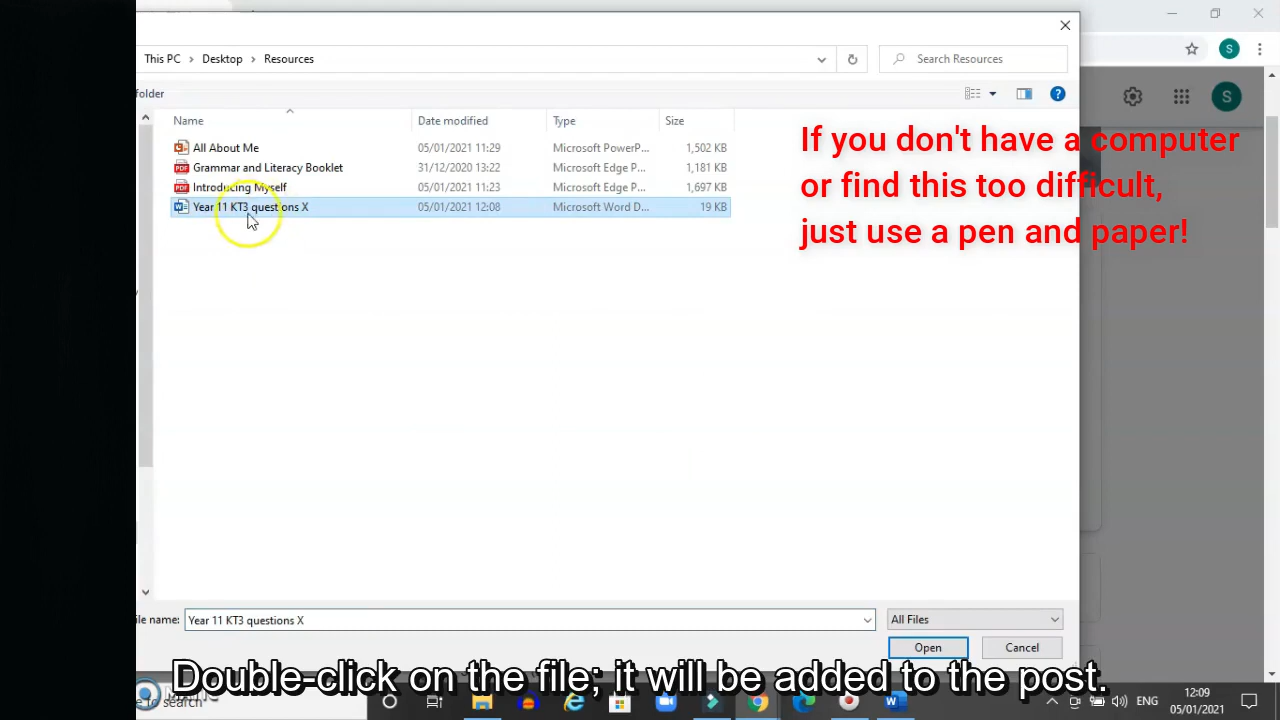 This PC > Desktop > Resources
Search Resources
folder
Name Date modified Type Size
All About Me 05/01/2021 11:29 Microsoft PowerP... 1,502 KB
PDF Grammar and Literacy Booklet 31/12/2020 13:22 Microsoft Edge P... 1,181 KB
PDF Introducing Myself 05/01/2021 11:23 Microsoft Edge P... 1,697 KB
Year 11 KT3 questions X 05/01/2021 12:08 Microsoft Word D... 19 KB
S
S
If you don't have a computer
or find this too difficult,
just use a pen and paper!
ile name: Year 11 KT3 questions X All Files
Open Cancel
Double-click on the file; it will be added to the post.
to search
ENG
12:09
05/01/2021